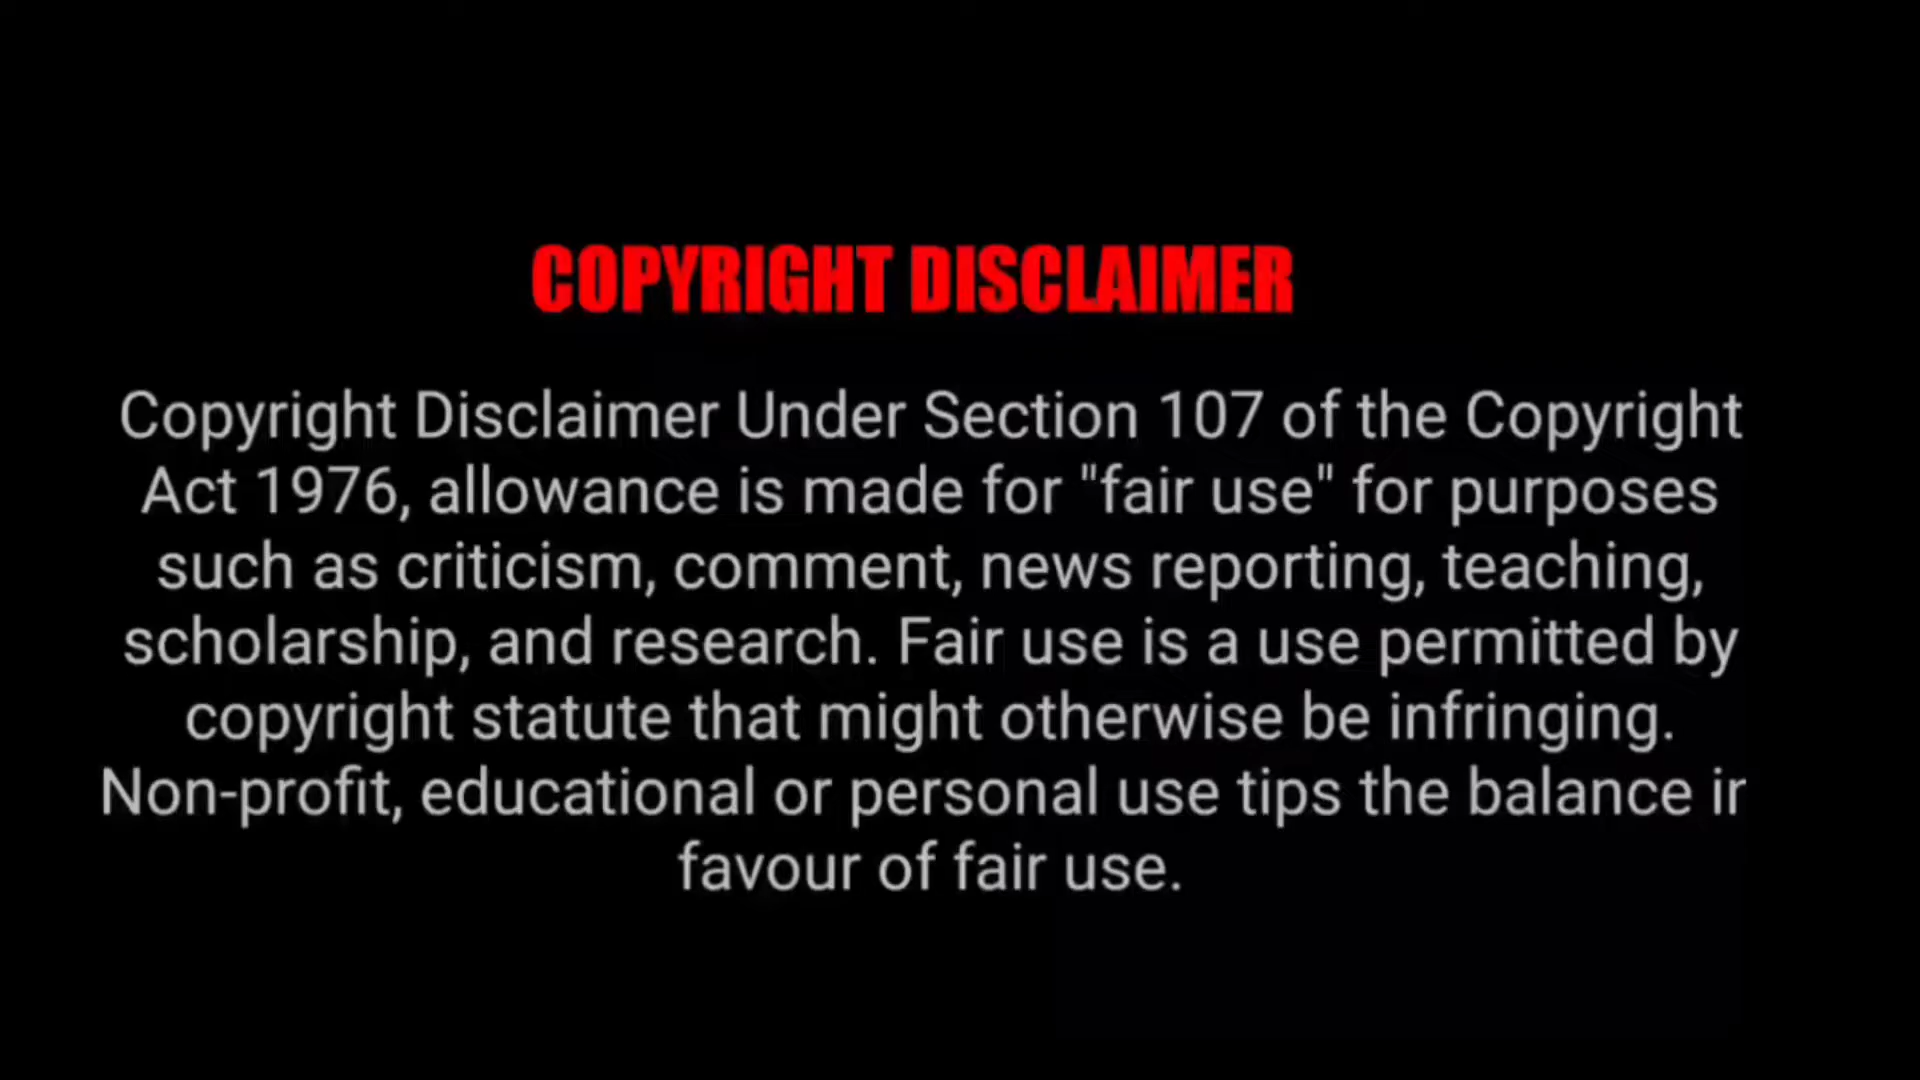 COPYRIGHT DISCLAIMER
Copyright Disclaimer Under Section 107 of the Copyright
Act 1976, allowance is made for "fair use" for purposes
such as criticism, comment, news reporting, teaching,
scholarship, and research. Fair use is a use permitted by
copyright statute that might otherwise be infringing.
Non-profit, educational or personal use tips the balance ir
favour of fair use.